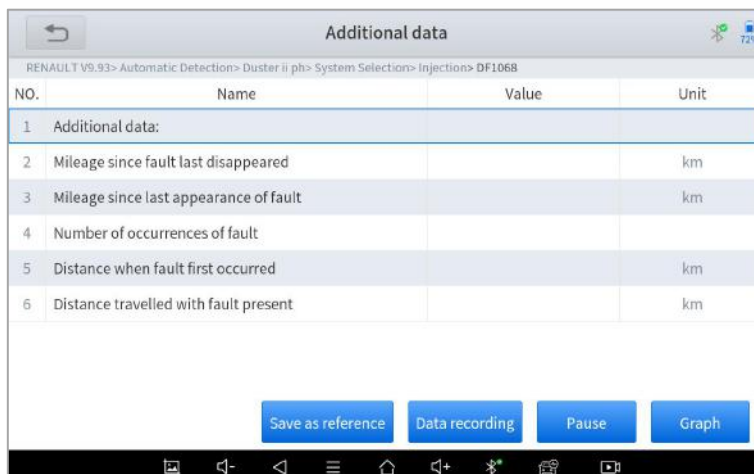 Additional data
72%
RENAULT V9.93> Automatic Detection> Duster ii ph> System Selection> Injection> DF1068
NO. Name Value Unit
1 Additional data:
2 Mileage since fault last disappeared km
3 Mileage since last appearance of fault km
4 Number of occurrences of fault
5 Distance when fault first occurred km
6 Distance travelled with fault present km
Save as reference Data recording Pause Graph